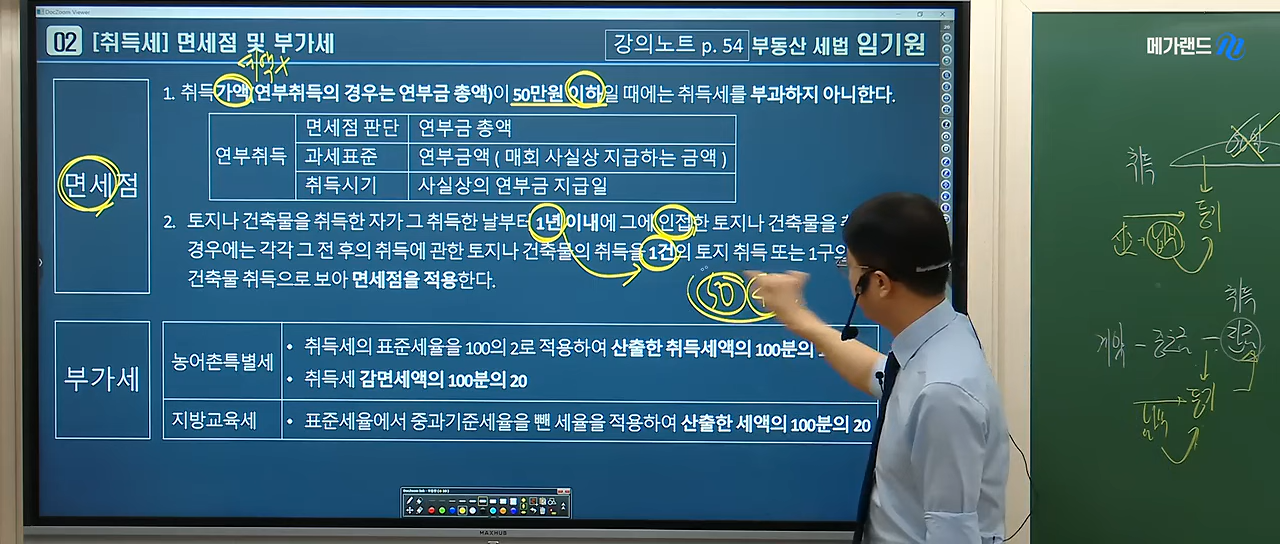 DocZoom Viewer
02 [취득세] 면세점 및 부가세
강의노트 p. 54 부동산 세법 임기원
메가랜드
세액×
면세점
1. 취득가액(연부취득의 경우는 연부금 총액)이 50만원 이하일 때에는 취득세를 부과하지 아니한다.
연부취득
면세점 판단 연부금 총액
과세표준 연부금액 ( 매회 사실상 지급하는 금액 )
취득시기 사실상의 연부금 지급일
2. 토지나 건축물을 취득한 자가 그 취득한 날부터 1년 이내에 그에 인접한 토지나 건축물을
경우에는 각각 그 전 후의 취득에 관한 토지나 건축물의 취득을 1건의 토지 취득 또는 1구의
건축물 취득으로 보아 면세점을 적용한다.
50
부가세
농어촌특별세
• 취득세의 표준세율을 100의 2로 적용하여 산출한 취득세액의 100분의
• 취득세 감면세액의 100분의 20
지방교육세
• 표준세율에서 중과기준세율을 뺀 세율을 적용하여 산출한 세액의 100분의 20
MAXHUB
취득
등기
취득
계약 - 중도금 - 잔금
등기